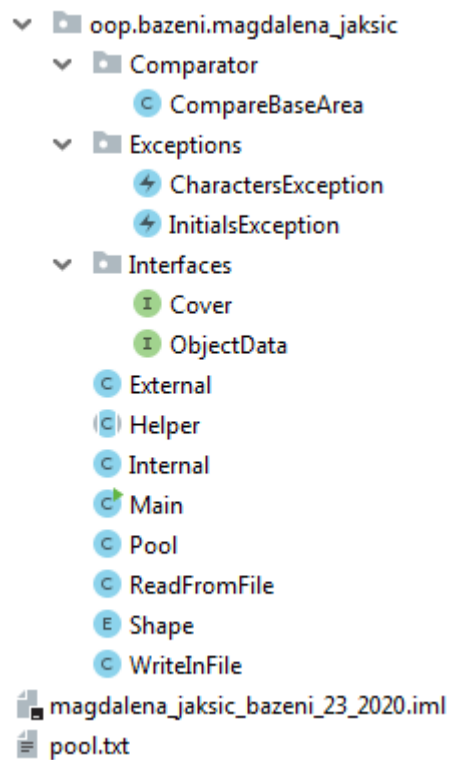 oop.bazeni.magdalena_jaksic
Comparator
C CompareBaseArea
Exceptions
CharactersException
InitialsException
Interfaces
I Cover
I ObjectData
C External
C Helper
C Internal
C Main
C Pool
C ReadFromFile
E Shape
C WriteInFile
magdalena_jaksic_bazeni_23_2020.iml
pool.txt